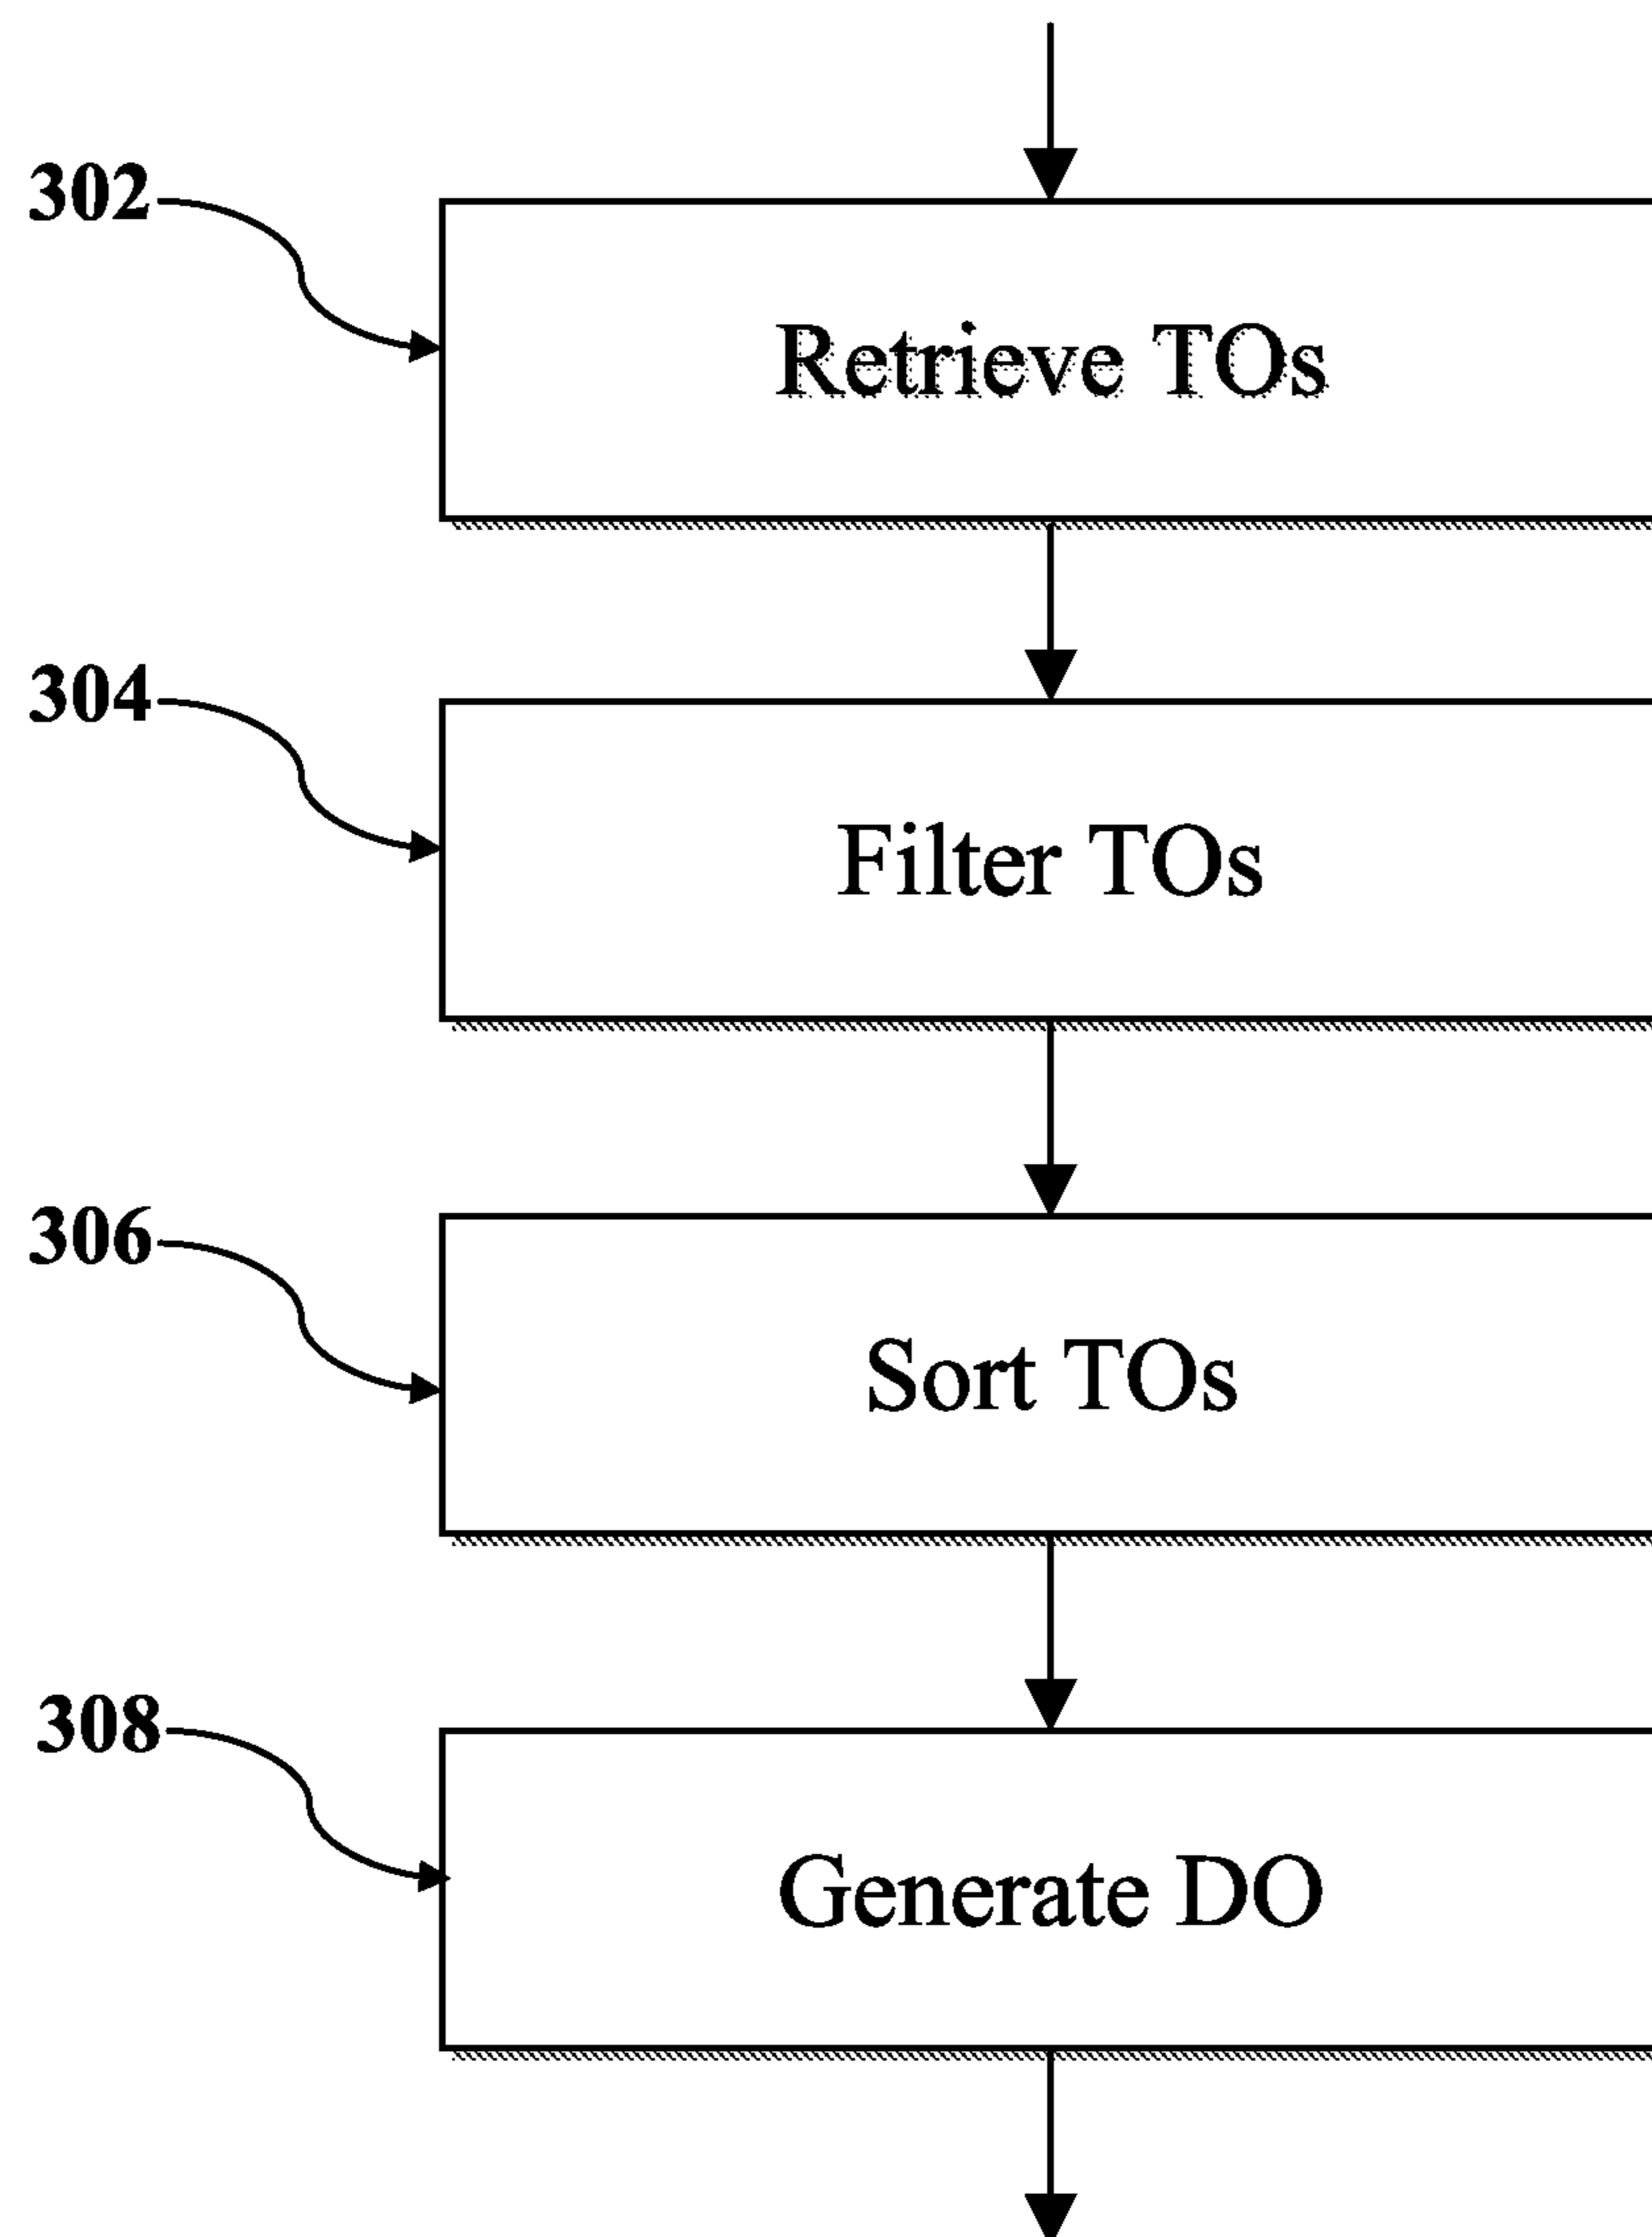 302
Retrieve TOs
304
Filter TOs
306
Sort TOs
308
Generate DO